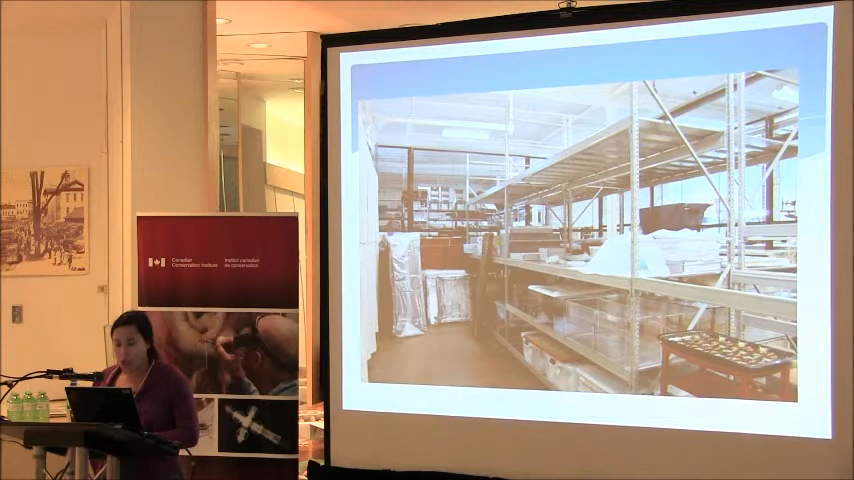 Canadian
Conservation Institute
Institut canadien
de conservation